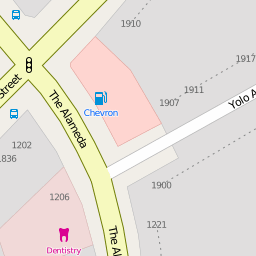 1910
1917
Street
Chevron
The Alameda
1907
1911
Yolo A
1202
1836
1206
1900
Dentistry
The Al
1221